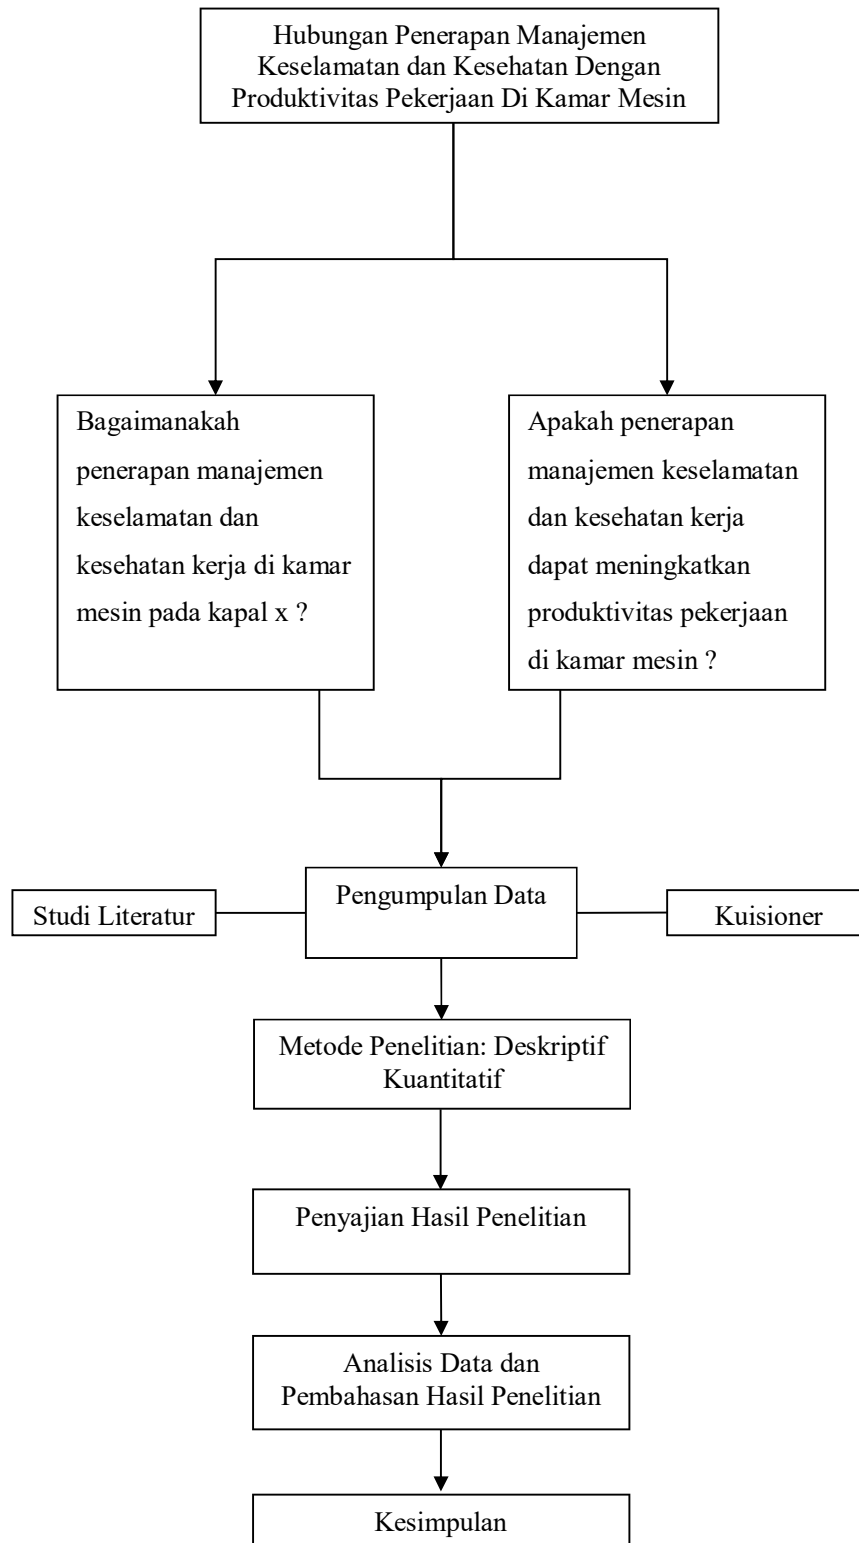 Hubungan Penerapan Manajemen
Keselamatan dan Kesehatan Dengan
Produktivitas Pekerjaan Di Kamar Mesin
Bagaimanakah
penerapan manajemen
keselamatan dan
kesehatan kerja di kamar
mesin pada kapal x ?
Apakah penerapan
manajemen keselamatan
dan kesehatan kerja
dapat meningkatkan
produktivitas pekerjaan
di kamar mesin ?
Studi Literatur
Pengumpulan Data
Kuisioner
Metode Penelitian: Deskriptif
Kuantitatif
Penyajian Hasil Penelitian
Analisis Data dan
Pembahasan Hasil Penelitian
Kesimpulan